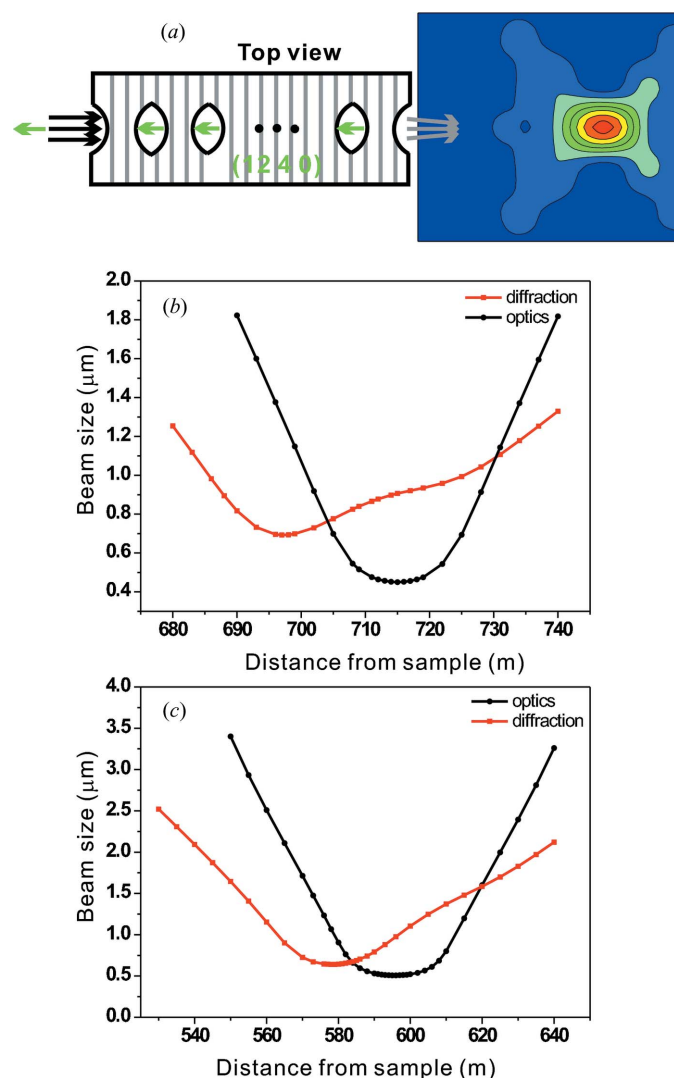 (a)
Top view
(12 4 0)
(b)
diffraction
optics
2.0
1.8
1.6
1.4
1.2
1.0
0.8
0.6
0.4
Beam size (μm)
680 690 700 710 720 730 740
Distance from sample (m)
(c)
optics
diffraction
4.0
3.5
3.0
2.5
2.0
1.5
1.0
0.5
0.0
Beam size (μm)
540 560 580 600 620 640
Distance from sample (m)